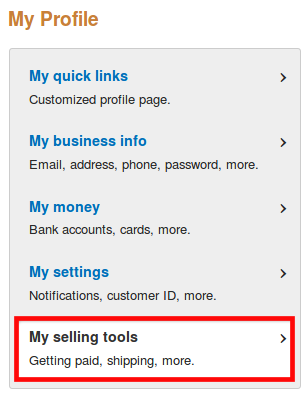 My Profile
My quick links
Customized profile page.
My business info
Email, address, phone, password, more.
My money
Bank accounts, cards, more.
My settings
Notifications, customer ID, more.
My selling tools
Getting paid, shipping, more.